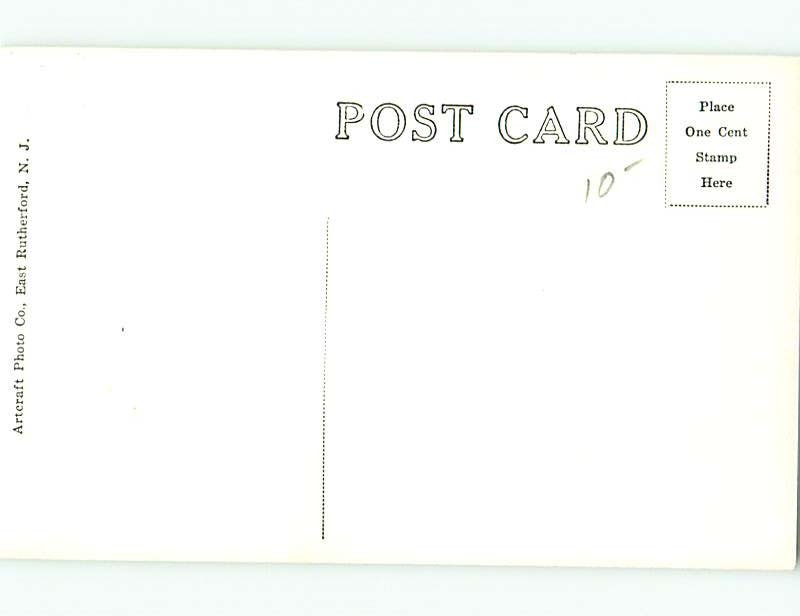 POST CARD
Place
One Cent
Stamp
Here
10-
Artcraft Photo Co., East Rutherford, N. J.